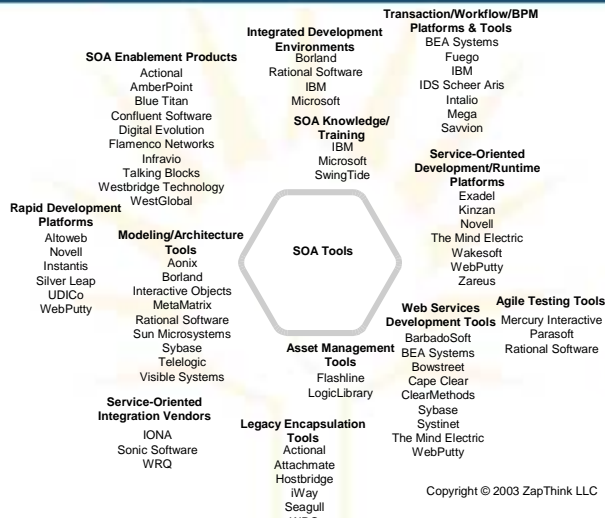 SOA Enablement Products
Actional
AmberPoint
Blue Titan
Confluent Software
Digital Evolution
Flamenco Networks
Infravio
Talking Blocks
Westbridge Technology
WestGlobal
Integrated Development
Environments
Borland
Rational Software
IBM
Microsoft
SOA Knowledge/
Training
IBM
Microsoft
SwingTide
Transaction/Workflow/BPM
Platforms & Tools
BEA Systems
Fuego
IBM
IDS Scheer Aris
Intalio
Mega
Savvion
Service-Oriented
Development/Runtime
Platforms
Exadel
Kinzan
Novell
The Mind Electric
Wakesoft
WebPutty
Zareus
Rapid Development
Platforms
Altoweb
Novell
Instantis
Silver Leap
UDICo
WebPutty
Modeling/Architecture
Tools
Aonix
Borland
Interactive Objects
MetaMatrix
Rational Software
Sun Microsystems
Sybase
Telelogic
Visible Systems
SOA Tools
Web Services
Development Tools
BarbadoSoft
BEA Systems
Bowstreet
Cape Clear
ClearMethods
Sybase
Systinet
The Mind Electric
WebPutty
Agile Testing Tools
Mercury Interactive
Parasoft
Rational Software
Asset Management
Tools
Flashline
LogicLibrary
Service-Oriented
Integration Vendors
IONA
Sonic Software
WRQ
Legacy Encapsulation
Tools
Actional
Attachmate
Hostbridge
iWay
Seagull
Copyright © 2003 ZapThink LLC